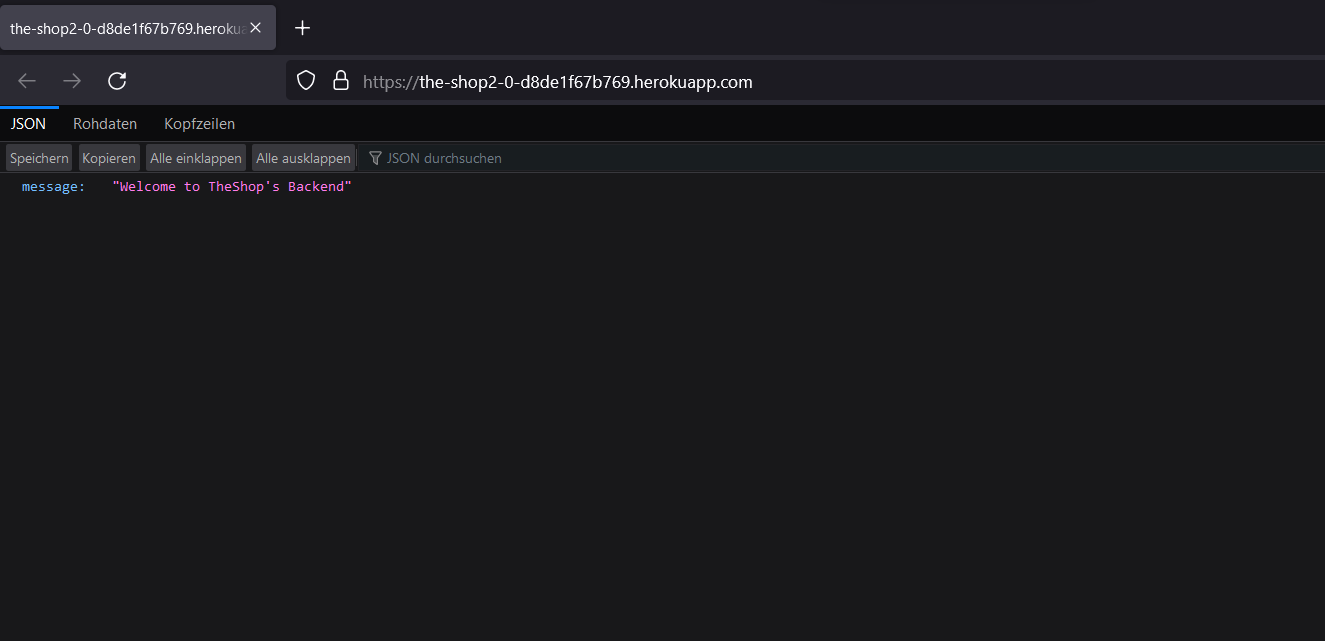 the-shop2-0-d8de1f67b769.heroku
https://the-shop2-0-d8de1f67b769.herokuapp.com
JSON Rohdaten Kopfzeilen
Speichern Kopieren Alle einklappen Alle ausklappen JSON durchsuchen
message: "Welcome to TheShop's Backend"